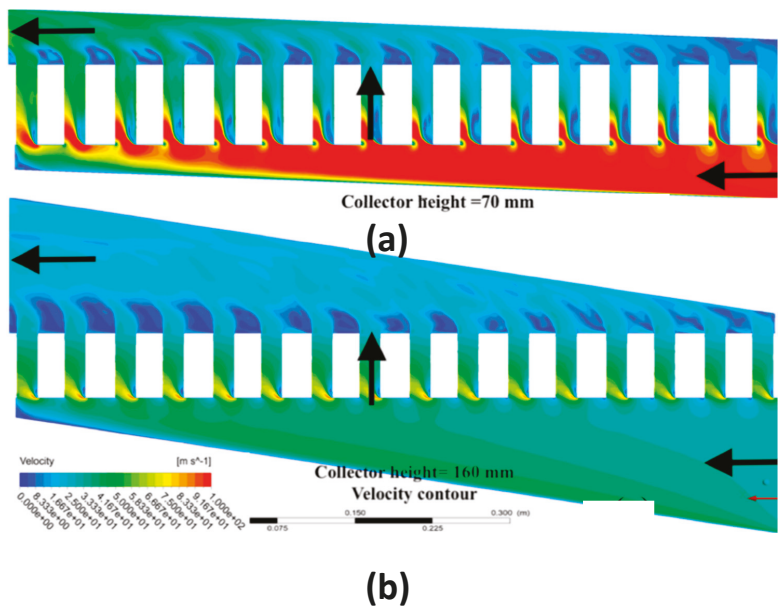 Collector height =70 mm
(a)
Collector height= 160 mm
Velocity contour
Velocity [m s^-1]
0.000e+00
8.333e+00
1.667e+01
2.500e+01
3.333e+01
4.167e+01
5.000e+01
5.833e+01
6.667e+01
7.500e+01
8.333e+01
9.167e+01
1.000e+02
0.150 0.300 (m)
0.075 0.225
(b)